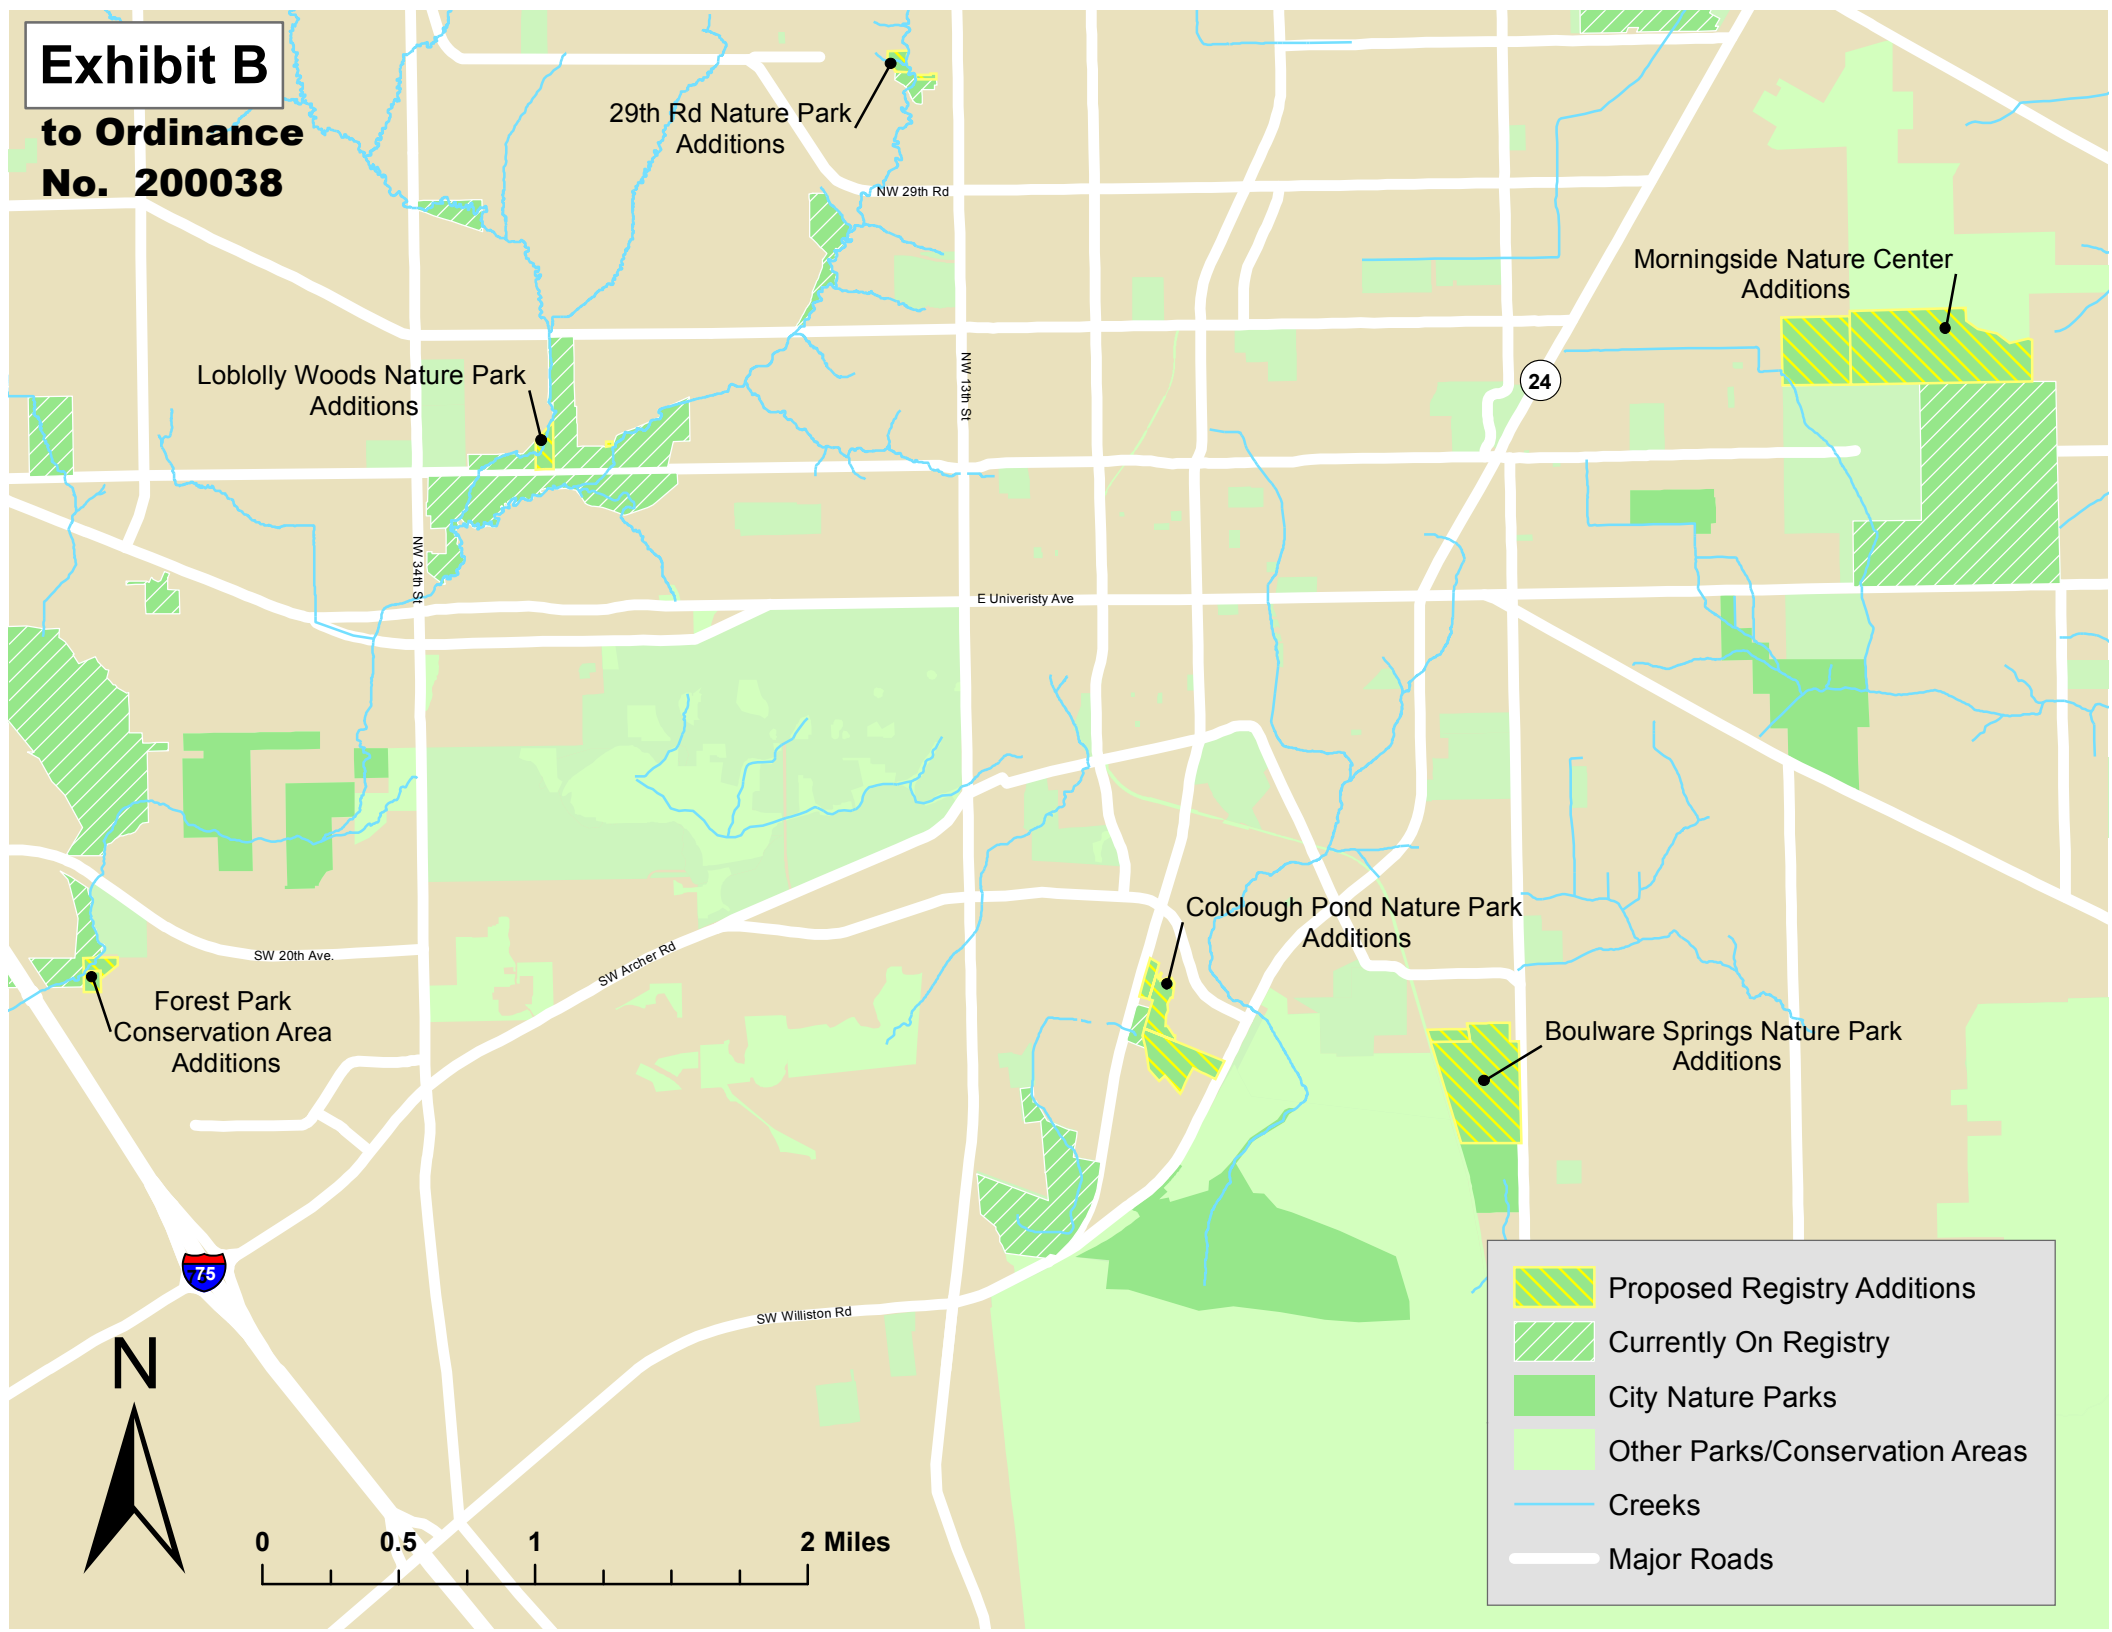 Exhibit B
to Ordinance
No. 200038
29th Rd Nature Park
Additions
NW 29th Rd
Morningside Nature Center
Additions
Loblolly Woods Nature Park
Additions
NW 13th St
24
NW 34th St
E Univeristy Ave
Colclough Pond Nature Park
Additions
SW 20th Ave.
SW Archer Rd
Forest Park
Conservation Area
Additions
Boulware Springs Nature Park
Additions
75
SW Williston Rd
N
0 0.5 1 2 Miles
Proposed Registry Additions
Currently On Registry
City Nature Parks
Other Parks/Conservation Areas
Creeks
Major Roads